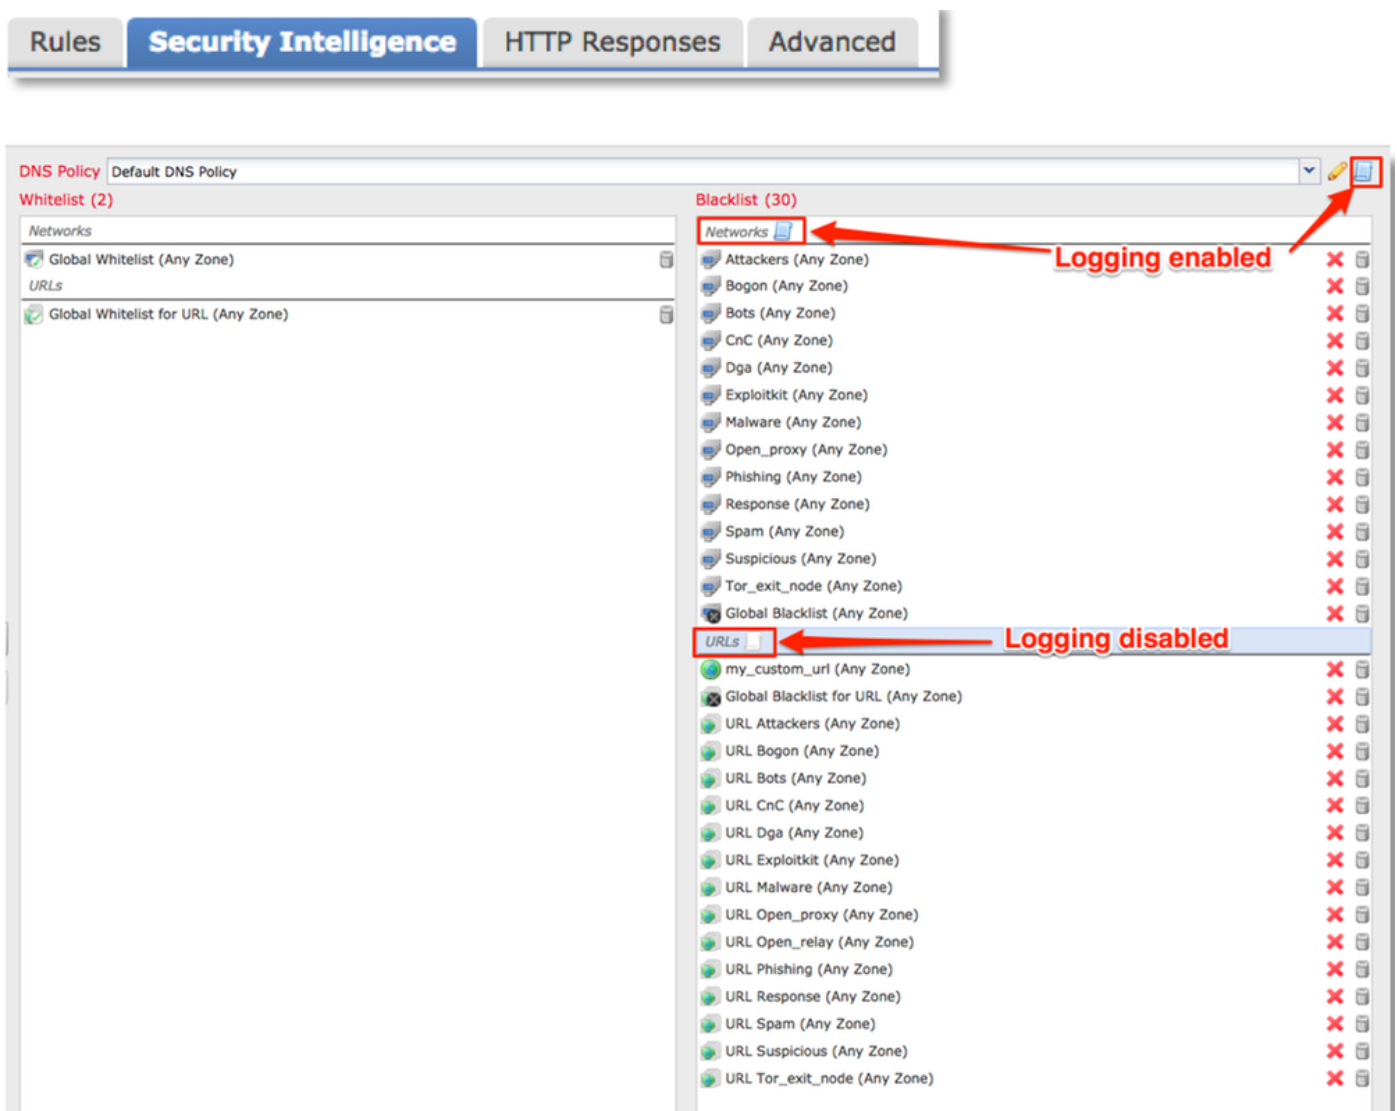 Rules Security Intelligence HTTP Responses Advanced
DNS Policy Default DNS Policy
Whitelist (2)
Networks
Global Whitelist (Any Zone)
URLs
Global Whitelist for URL (Any Zone)
Blacklist (30)
Networks
Logging enabled
Attackers (Any Zone)
Bogon (Any Zone)
Bots (Any Zone)
CnC (Any Zone)
Dga (Any Zone)
Exploitkit (Any Zone)
Malware (Any Zone)
Open_proxy (Any Zone)
Phishing (Any Zone)
Response (Any Zone)
Spam (Any Zone)
Suspicious (Any Zone)
Tor_exit_node (Any Zone)
Global Blacklist (Any Zone)
URLs
Logging disabled
my_custom_url (Any Zone)
Global Blacklist for URL (Any Zone)
URL Attackers (Any Zone)
URL Bogon (Any Zone)
URL Bots (Any Zone)
URL CnC (Any Zone)
URL Dga (Any Zone)
URL Exploitkit (Any Zone)
URL Malware (Any Zone)
URL Open_proxy (Any Zone)
URL Open_relay (Any Zone)
URL Phishing (Any Zone)
URL Response (Any Zone)
URL Spam (Any Zone)
URL Suspicious (Any Zone)
URL Tor_exit_node (Any Zone)